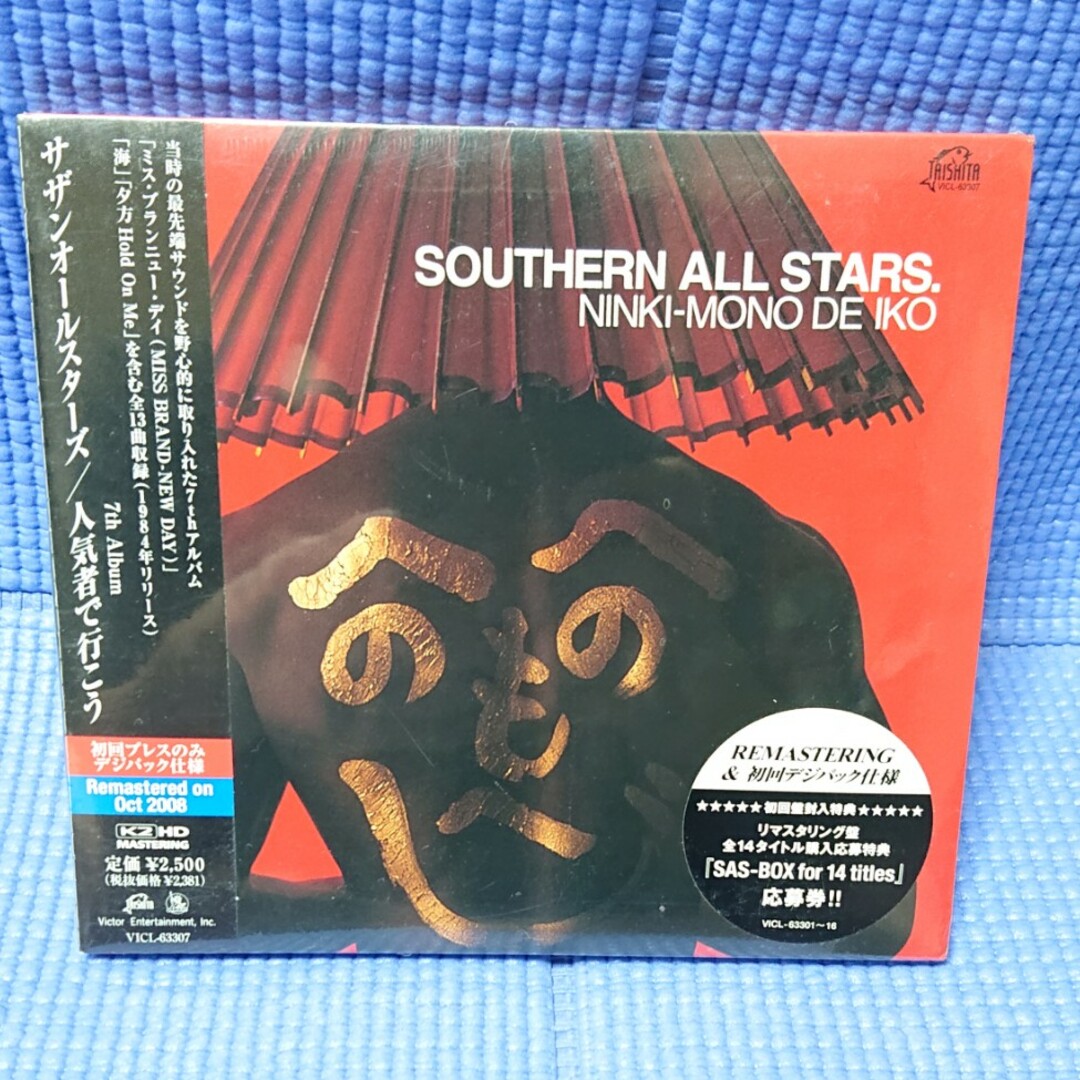 サザンオールスターズ／人気者で行こう
7th Album
当時の最先端サウンドを野心的に取り入れた7thアルバム
「ミス・ブランニュー・デイ（MISS BRAND-NEW DAY）」
「海」「夕方Hold On Me」を含む全13曲収録（1984年リリース）
初回プレスのみ
デジパック仕様
Remastered on
Oct 2008
K2HD
MASTERING
定価 ¥2,500
（税抜価格 ¥2,381）
TAISHITA
Victor Entertainment, Inc.
VICL-63307
TAISHITA
VICL-63307
SOUTHERN ALL STARS.
NINKI-MONO DE IKO
へへ
のの
も
へ
じ
REMASTERING
& 初回デジパック仕様
★★★★★初回盤封入特典★★★★★
リマスタリング盤
全14タイトル購入応募特典
「SAS-BOX for 14 titles」
応募券!!
VICL-63301～16